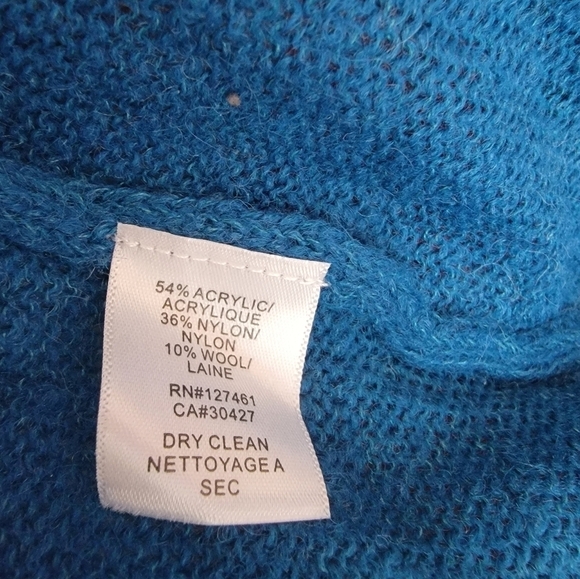 54% ACRYLIC/
ACRYLIQUE
36% NYLON/
NYLON
10% WOOL/
LAINE
RN#127461
CA#30427
DRY CLEAN
NETTOYAGE A
SEC